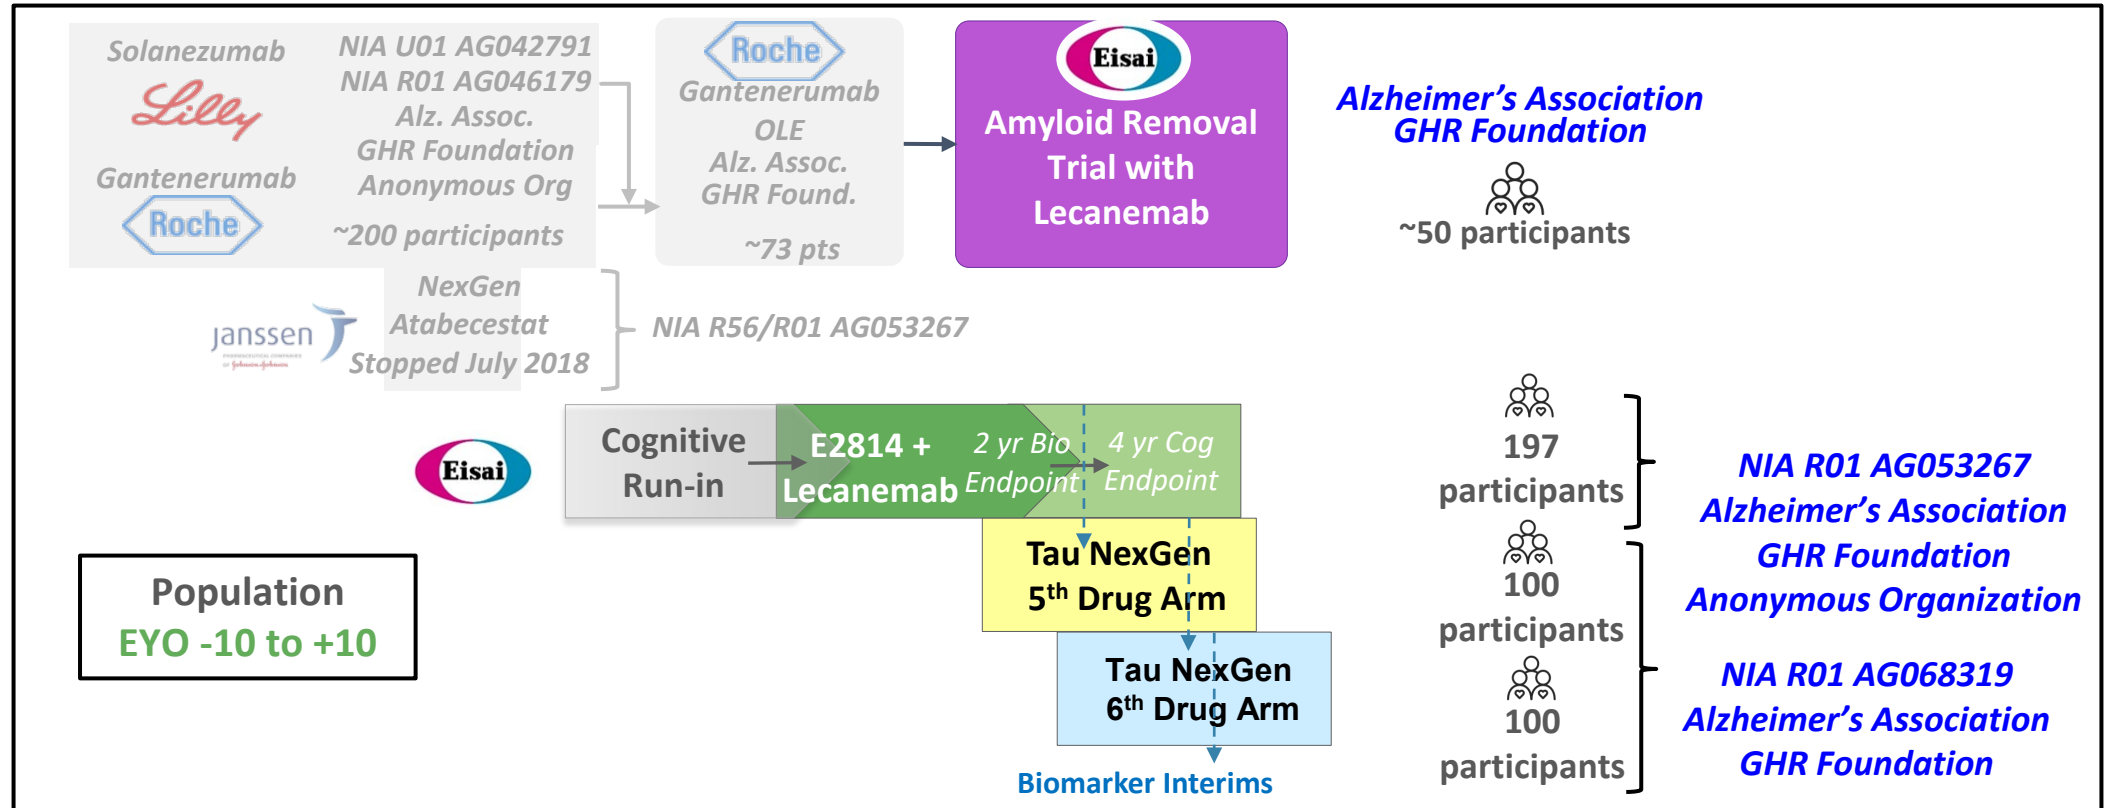 Solanezumab
Lilly
Gantenerumab
Roche
NIA U01 AG042791
NIA R01 AG046179
Alz. Assoc.
GHR Foundation
Anonymous Org
~200 participants
Roche
Gantenerumab
OLE
Alz. Assoc.
GHR Found.
~73 pts
Eisai
Amyloid Removal
Trial with
Lecanemab
Alzheimer’s Association
GHR Foundation
~50 participants
janssen
PHARMACEUTICAL COMPANIES
OF Johnson&Johnson
NexGen
Atabecestat
Stopped July 2018
NIA R56/R01 AG053267
Eisai
Cognitive
Run-in
E2814 +
Lecanemab
2 yr Bio
Endpoint
4 yr Cog
Endpoint
197
participants
NIA R01 AG053267
Alzheimer’s Association
GHR Foundation
Anonymous Organization
Population
EYO -10 to +10
Tau NexGen
5th Drug Arm
100
participants
Tau NexGen
6th Drug Arm
100
participants
NIA R01 AG068319
Alzheimer’s Association
GHR Foundation
Biomarker Interims